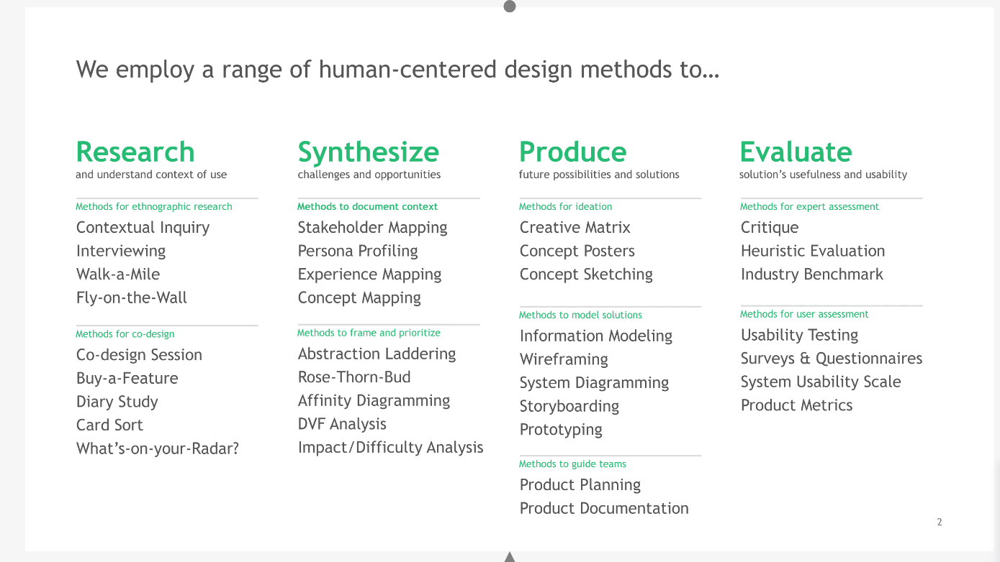 We employ a range of human-centered design methods to…
Research
and understand context of use
Methods for ethnographic research
Contextual Inquiry
Interviewing
Walk-a-Mile
Fly-on-the-Wall
Methods for co-design
Co-design Session
Buy-a-Feature
Diary Study
Card Sort
What’s-on-your-Radar?
Synthesize
challenges and opportunities
Methods to document context
Stakeholder Mapping
Persona Profiling
Experience Mapping
Concept Mapping
Methods to frame and prioritize
Abstraction Laddering
Rose-Thorn-Bud
Affinity Diagramming
DVF Analysis
Impact/Difficulty Analysis
Produce
future possibilities and solutions
Methods for ideation
Creative Matrix
Concept Posters
Concept Sketching
Methods to model solutions
Information Modeling
Wireframing
System Diagramming
Storyboarding
Prototyping
Methods to guide teams
Product Planning
Product Documentation
Evaluate
solution’s usefulness and usability
Methods for expert assessment
Critique
Heuristic Evaluation
Industry Benchmark
Methods for user assessment
Usability Testing
Surveys & Questionnaires
System Usability Scale
Product Metrics
2